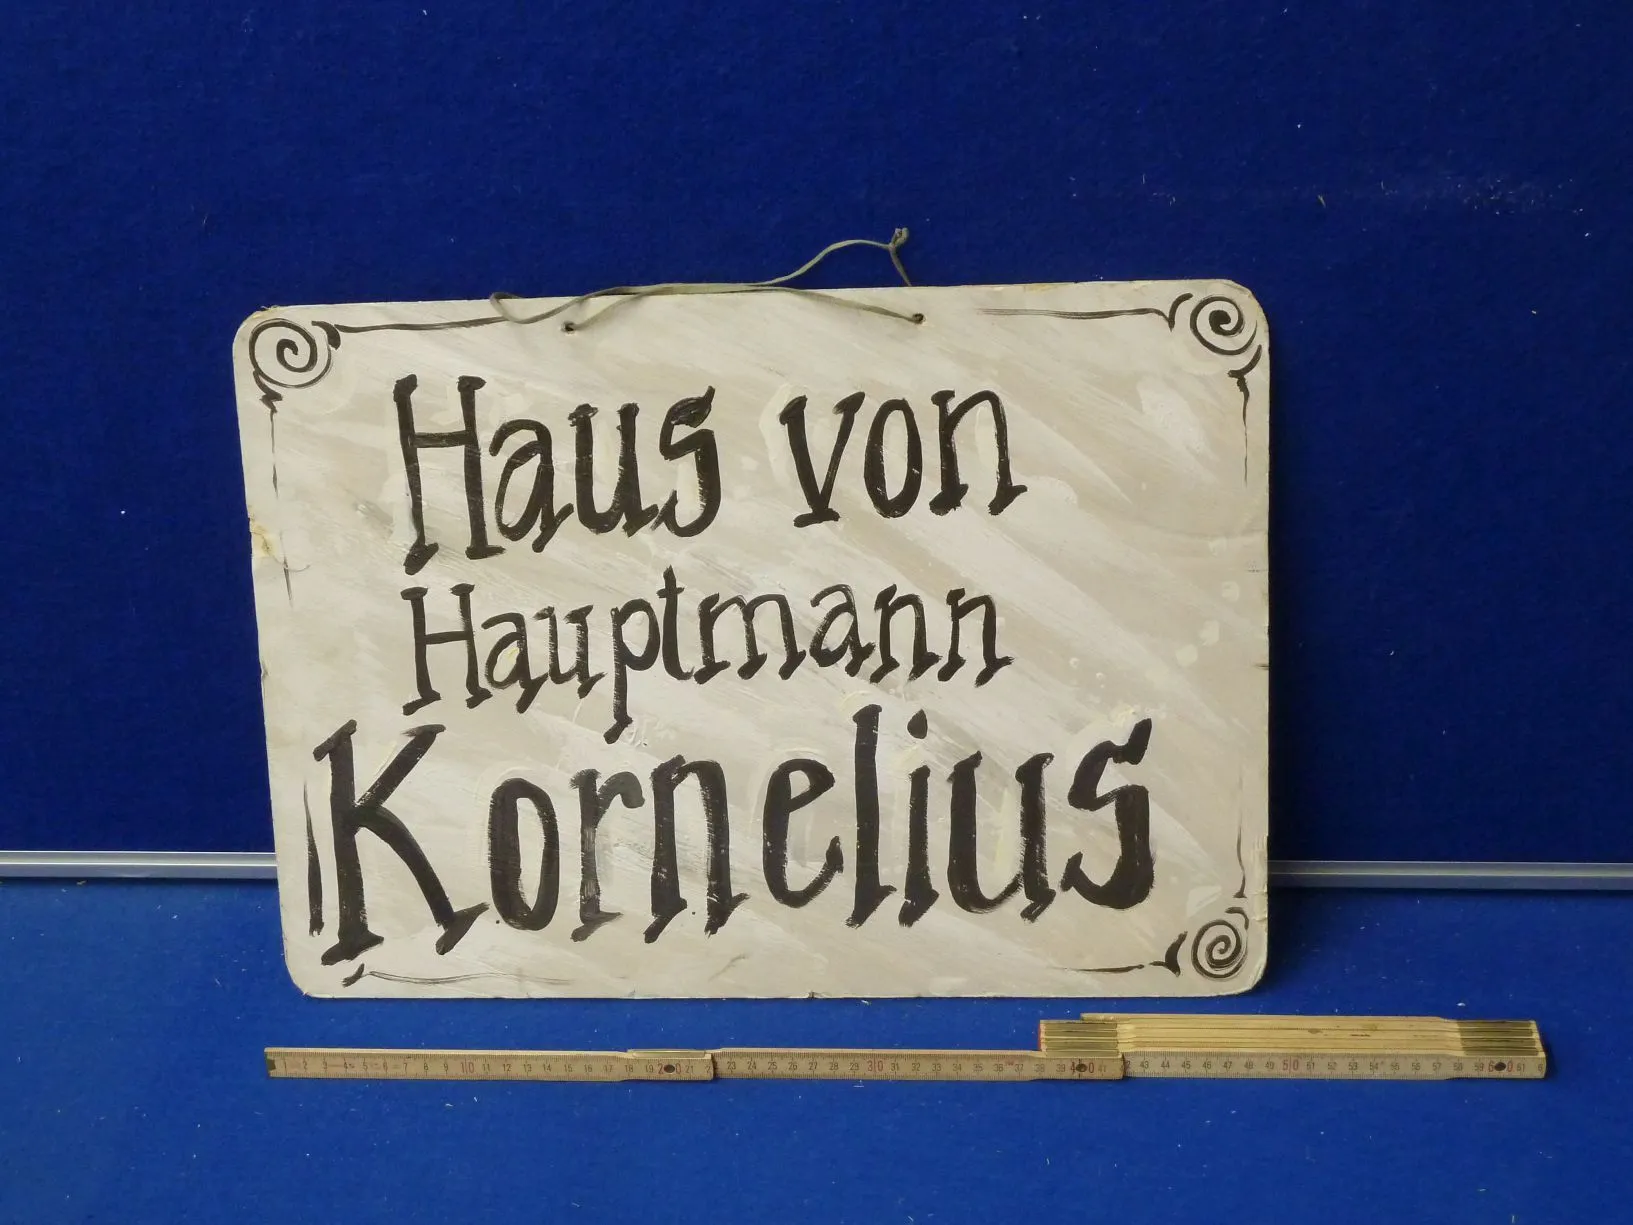 Haus von
Hauptmann
Kornelius